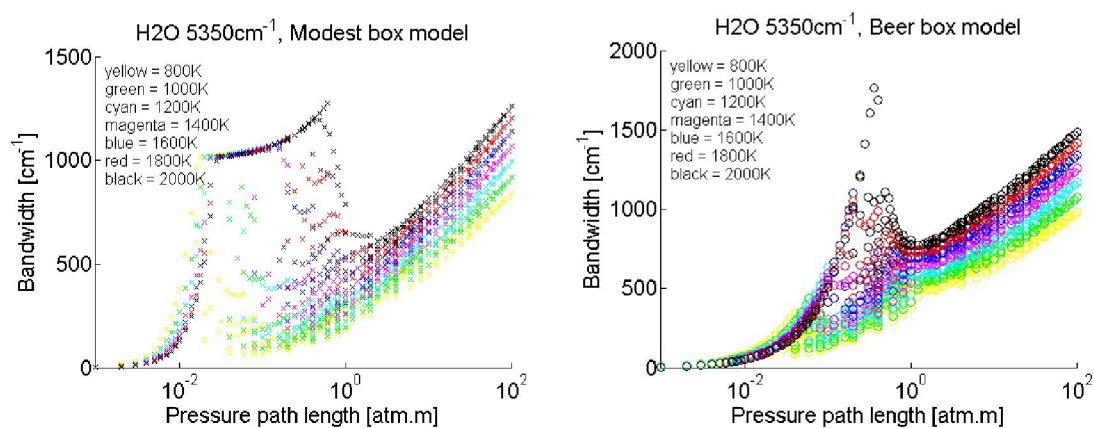 H2O 5350cm⁻¹, Modest box model
1500
1000
500
0
Bandwidth [cm⁻¹]
yellow = 800K
green = 1000K
cyan = 1200K
magenta = 1400K
blue = 1600K
red = 1800K
black = 2000K
10⁻²
10⁰
10²
Pressure path length [atm.m]
H2O 5350cm⁻¹, Beer box model
2000
1500
1000
500
0
Bandwidth [cm⁻¹]
yellow = 800K
green = 1000K
cyan = 1200K
magenta = 1400K
blue = 1600K
red = 1800K
black = 2000K
10⁻²
10⁰
10²
Pressure path length [atm.m]